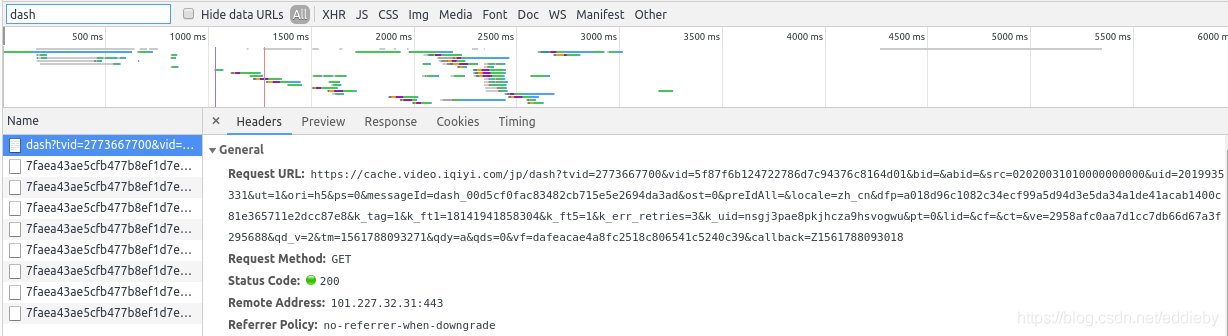 dash
Hide data URLs All XHR JS CSS Img Media Font Doc WS Manifest Other
500 ms 1000 ms 1500 ms 2000 ms 2500 ms 3000 ms 3500 ms 4000 ms 4500 ms 5000 ms 5500 ms 6000 m
Name × Headers Preview Response Cookies Timing
dash?tvid=2773667700&vid=...
7faea43ae5cfb477b8ef1d7e...
7faea43ae5cfb477b8ef1d7e...
7faea43ae5cfb477b8ef1d7e...
7faea43ae5cfb477b8ef1d7e...
7faea43ae5cfb477b8ef1d7e...
7faea43ae5cfb477b8ef1d7e...
7faea43ae5cfb477b8ef1d7e...
7faea43ae5cfb477b8ef1d7e...
General
Request URL: https://cache.video.iqiyi.com/jp/dash?tvid=2773667700&vid=5f87f6b124722786d7c94376c8164d01&bid=&abid=&src=02020031010000000000&uid=2019935
331&ut=1&ori=h5&ps=0&messageId=dash_00d5cf0fac83482cb715e5e2694da3ad&ost=0&preIdAll=&locale=zh_cn&dfp=a018d96c1082c34ecf99a5d94d3e5da34a1de41acab1400c
81e365711e2dcc87e8&k_tag=1&k_ft1=18141941858304&k_ft5=1&k_err_retries=3&k_uid=nsgj3pae8pkjhcza9hsvogwu&pt=0&lid=&cf=&ct=&ve=2958afc0aa7d1cc7db66d67a3f
295688&qd_v=2&tm=1561788093271&qdy=a&qds=0&vf=dafeacae4a8fc2518c806541c5240c39&callback=Z1561788093018
Request Method: GET
Status Code: 200
Remote Address: 101.227.32.31:443
Referrer Policy: no-referrer-when-downgrade
https://blog.csdn.net/eddieby